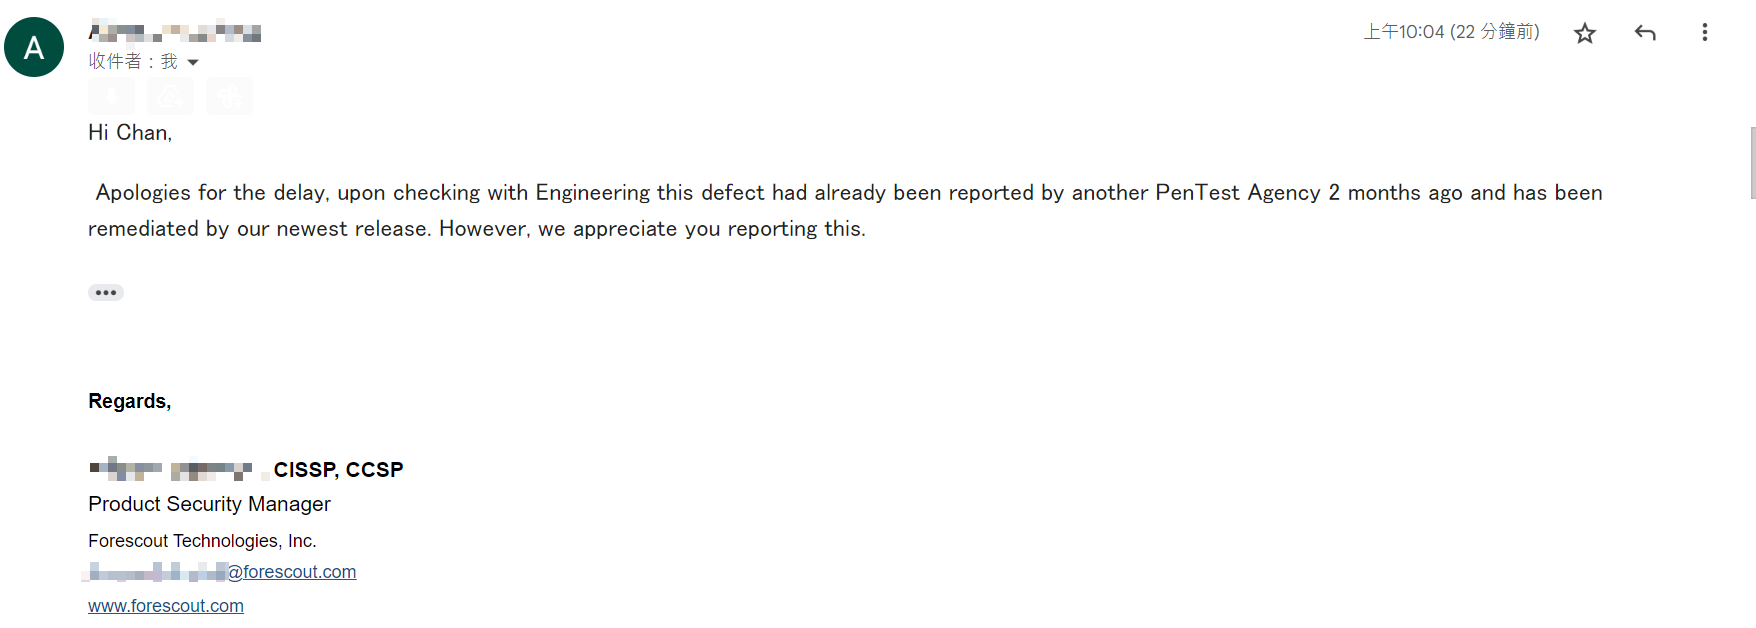 A
上午10:04 (22 分鐘前)
收件者：我
Hi Chan,
Apologies for the delay, upon checking with Engineering this defect had already been reported by another PenTest Agency 2 months ago and has been
remediated by our newest release. However, we appreciate you reporting this.
Regards,
, CISSP, CCSP
Product Security Manager
Forescout Technologies, Inc.
@forescout.com
www.forescout.com